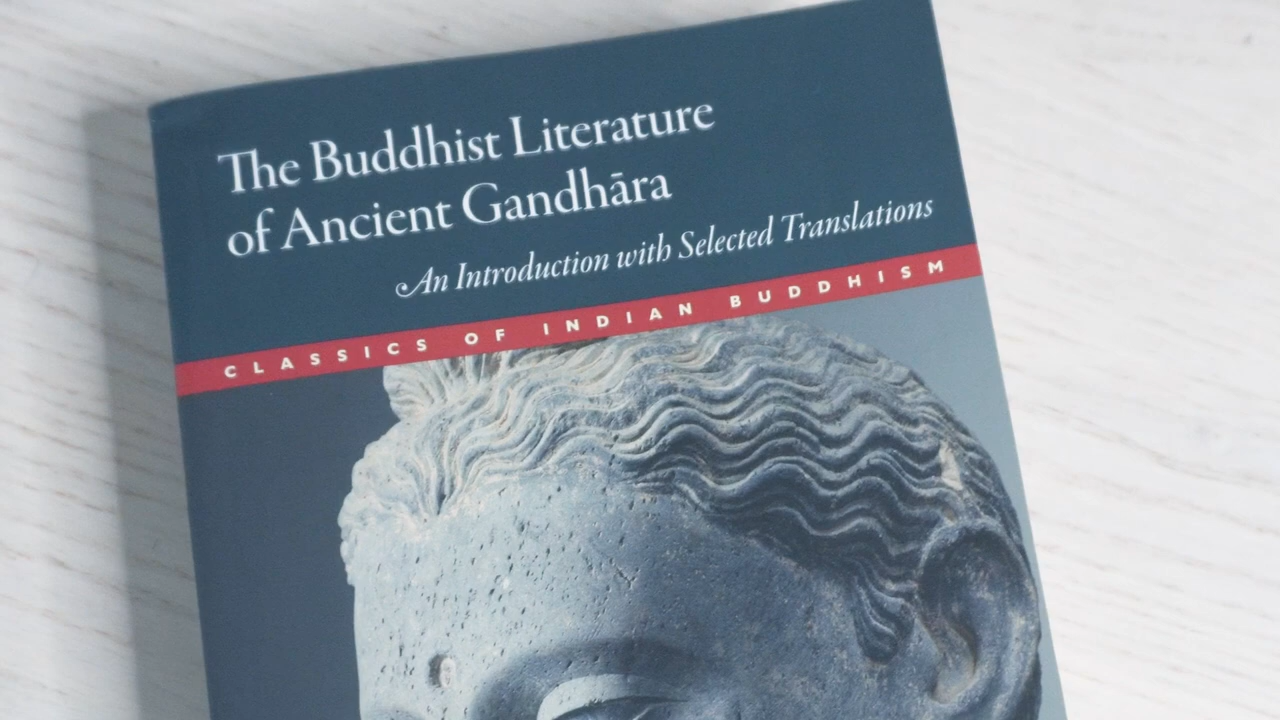 The Buddhist Literature
of Ancient Gandhāra
An Introduction with Selected Translations
CLASSICS OF INDIAN BUDDHISM